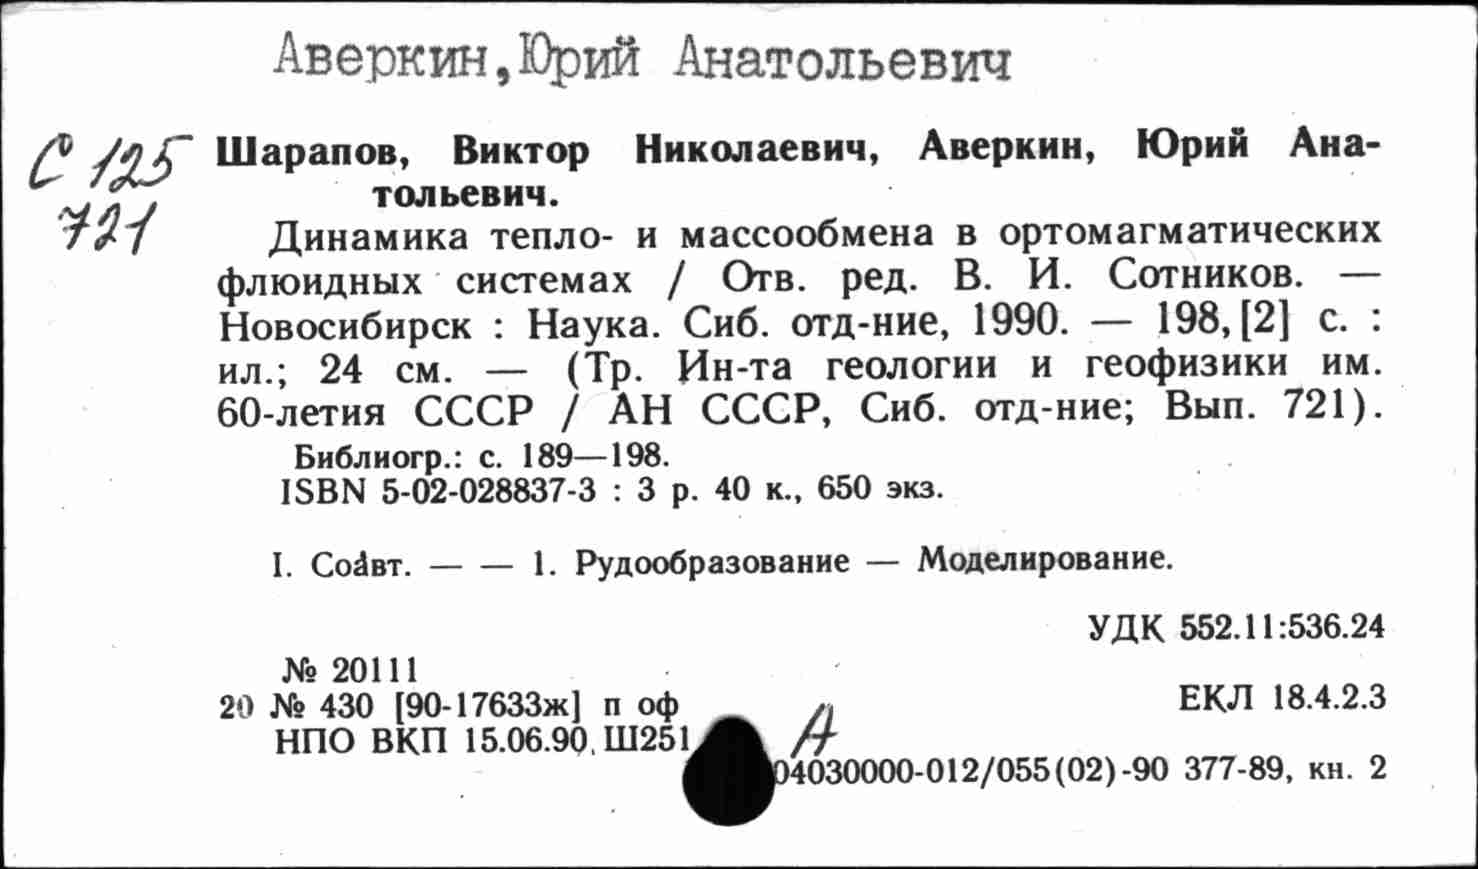 Аверкин,Юрий Анатольевич
С 125
721
Шарапов, Виктор Николаевич, Аверкин, Юрий Ана-
тольевич.
Динамика тепло- и массообмена в ортомагматических
флюидных системах / Отв. ред. В. И. Сотников. —
Новосибирск : Наука. Сиб. отд-ние, 1990. — 198, [2] с. :
ил.; 24 см. — (Тр. Ин-та геологии и геофизики им.
60-летия СССР / АН СССР, Сиб. отд-ние; Вып. 721).
Библиогр.: с. 189—198.
ISBN 5-02-028837-3 : 3 р. 40 к., 650 экз.
I. Соавт. — — 1. Рудообразование — Моделирование.
УДК 552.11:536.24
№ 20111
20 № 430 [90-17633ж] п оф
ЕКЛ 18.4.2.3
НПО ВКП 15.06.90. Ш251
А
04030000-012/055(02)-90 377-89, кн. 2